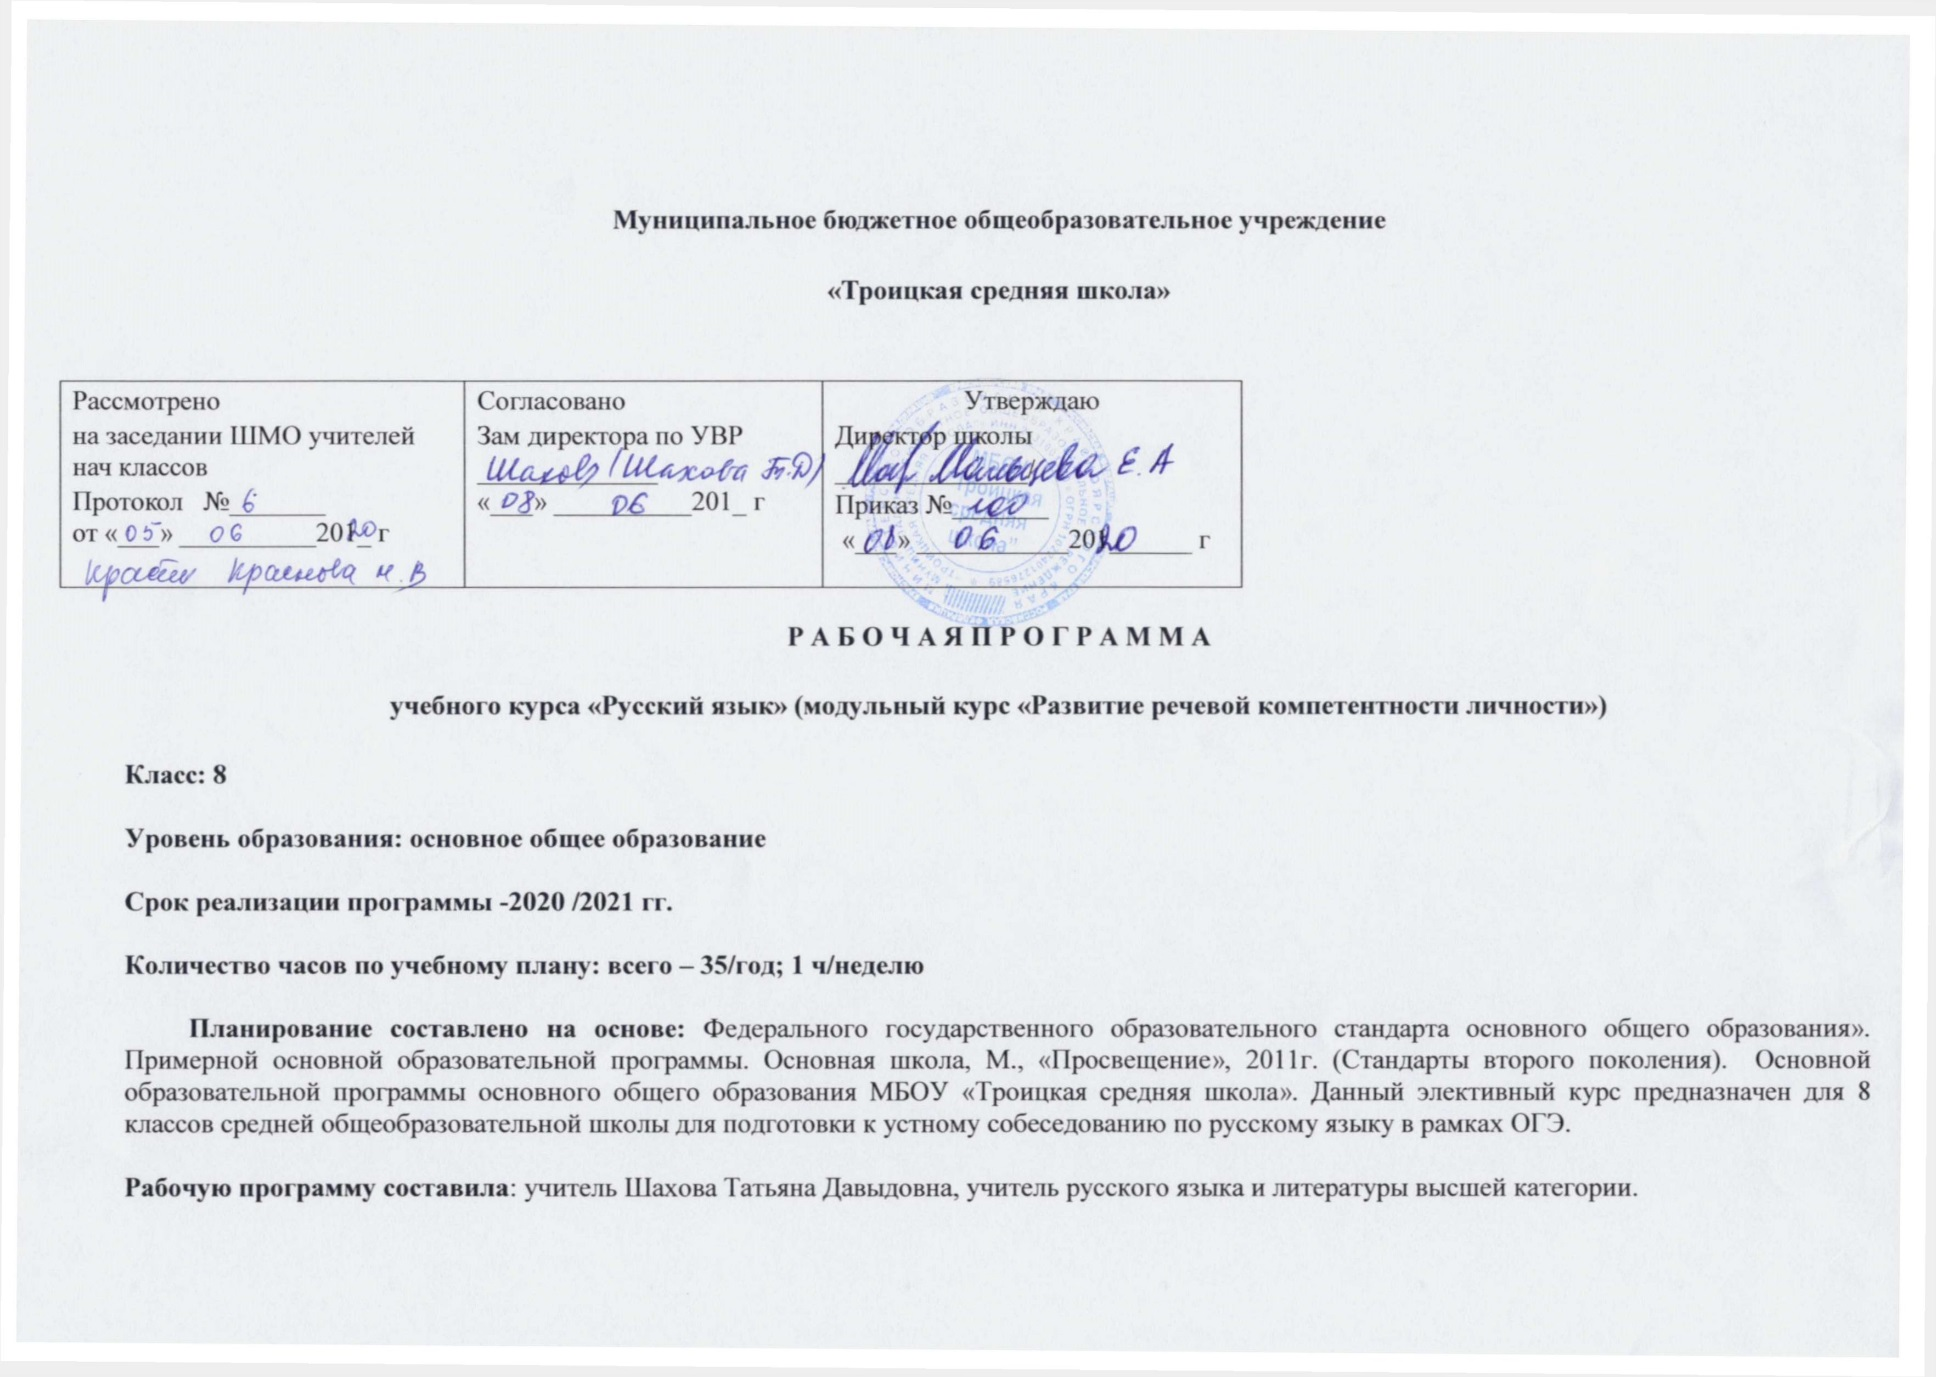 Муниципальное бюджетное общеобразовательное учреждение
«Троицкая средняя школа»
Рассмотрено
на заседании ШМО учителей
нач классов
Протокол №6
от «05» 06 2020 г
Краснова Н.В
Согласовано
Зам директора по УВР
(Шахова Т.Д)
«08» 06 201_ г
Утверждаю
Директор школы
Мальцева Е.А
Приказ № 100
«08» 06 2020 г
МБОУ
"Троицкая
средняя
школа"
Р А Б О Ч А Я П Р О Г Р А М М А
учебного курса «Русский язык» (модульный курс «Развитие речевой компетентности личности»)
Класс: 8
Уровень образования: основное общее образование
Срок реализации программы -2020 /2021 гг.
Количество часов по учебному плану: всего – 35/год; 1 ч/неделю
Планирование составлено на основе: Федерального государственного образовательного стандарта основного общего образования».
Примерной основной образовательной программы. Основная школа, М., «Просвещение», 2011г. (Стандарты второго поколения). Основной
образовательной программы основного общего образования МБОУ «Троицкая средняя школа». Данный элективный курс предназначен для 8
классов средней общеобразовательной школы для подготовки к устному собеседованию по русскому языку в рамках ОГЭ.
Рабочую программу составила: учитель Шахова Татьяна Давыдовна, учитель русского языка и литературы высшей категории.